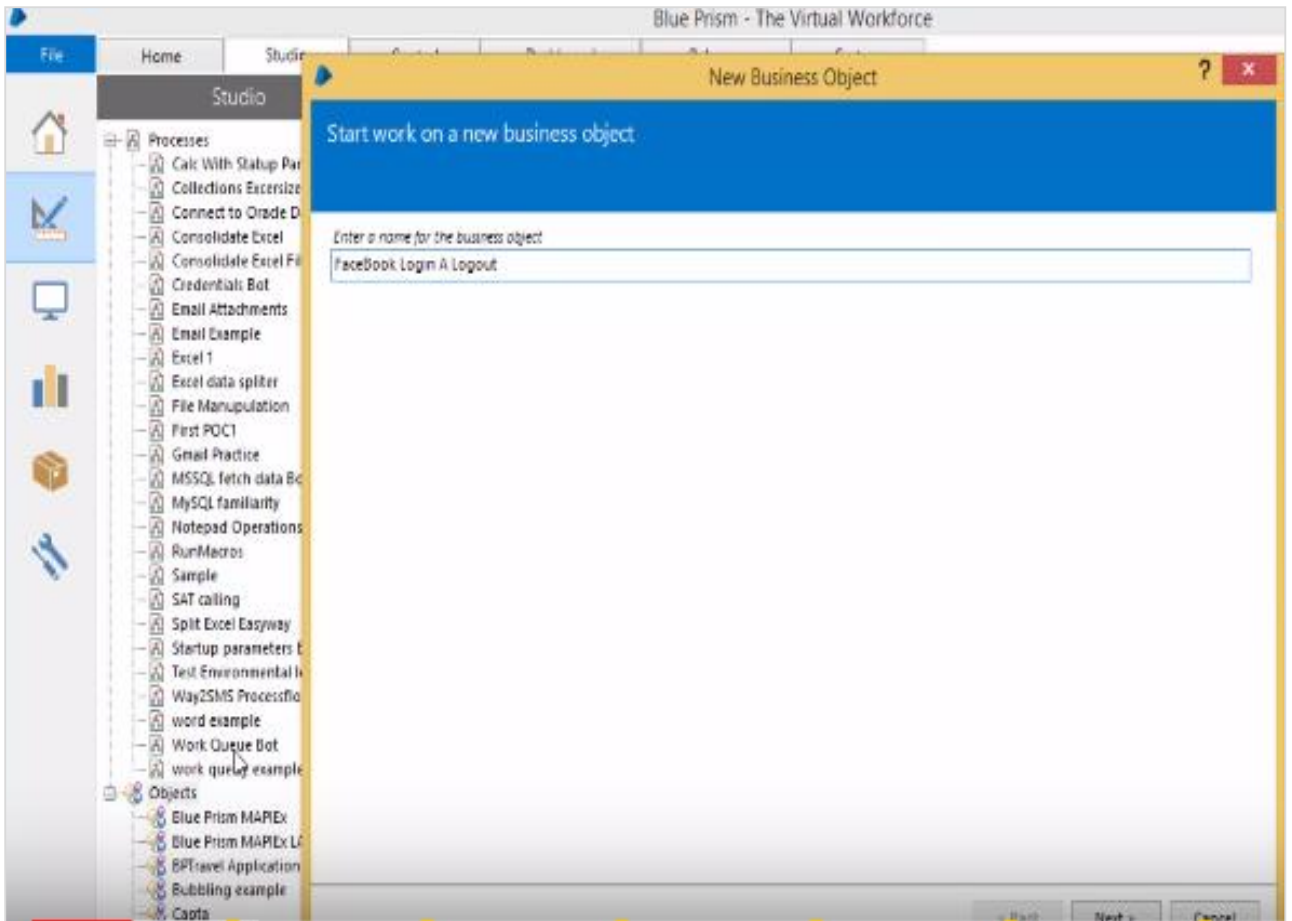 Blue Prism - The Virtual Workforce
File
Home
Studio
New Business Object
?
Studio
Start work on a new business object
Processes
Calc With Statup Par
Collections Excersize
Connect to Oracle D
Consolidate Excel
Consolidate Excel Fil
Credentials Bot
Email Attachments
Email Example
Excel 1
Excel data spliter
File Manupulation
First POC1
Gmail Practice
MSSQL fetch data Bo
MySQL familiarity
Notepad Operations
RunMacros
Sample
SAT calling
Split Excel Easyway
Startup parameters b
Test Environmental
Way2SMS Processflo
word example
Work Queue Bot
work queue example
Objects
Blue Prism MAPIEx
Blue Prism MAPIEx LA
BPTravel Application
Bubbling example
Capta
Enter a name for the business object
FaceBook Login A Logout
< Back
Next >
Cancel